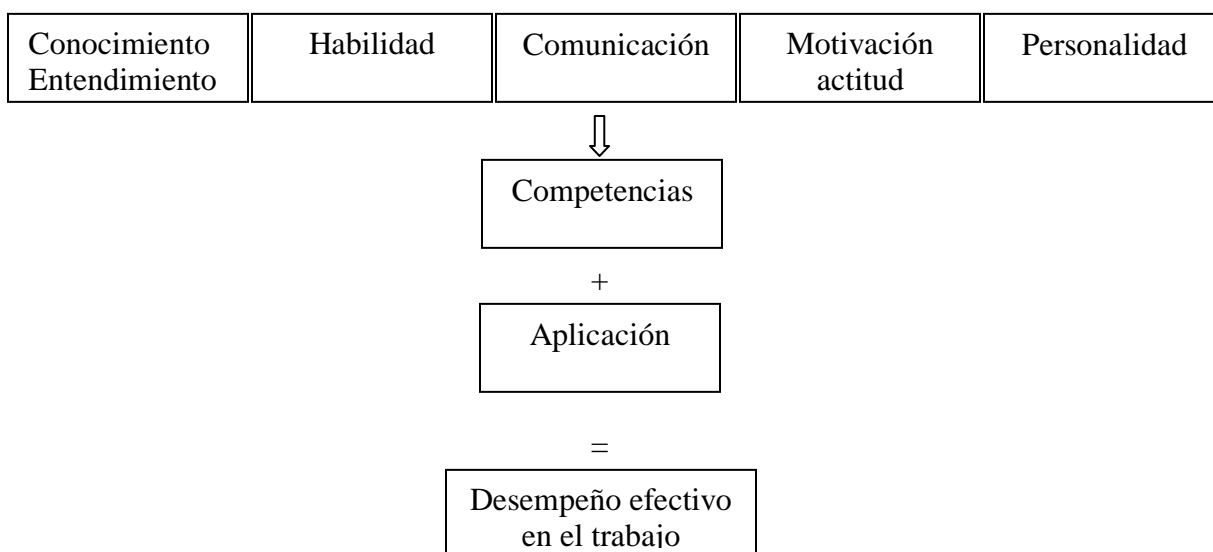 Conocimiento Entendimiento
Habilidad
Comunicación
Motivación actitud
Personalidad
Competencias
+
Aplicación
=
Desempeño efectivo
en el trabajo